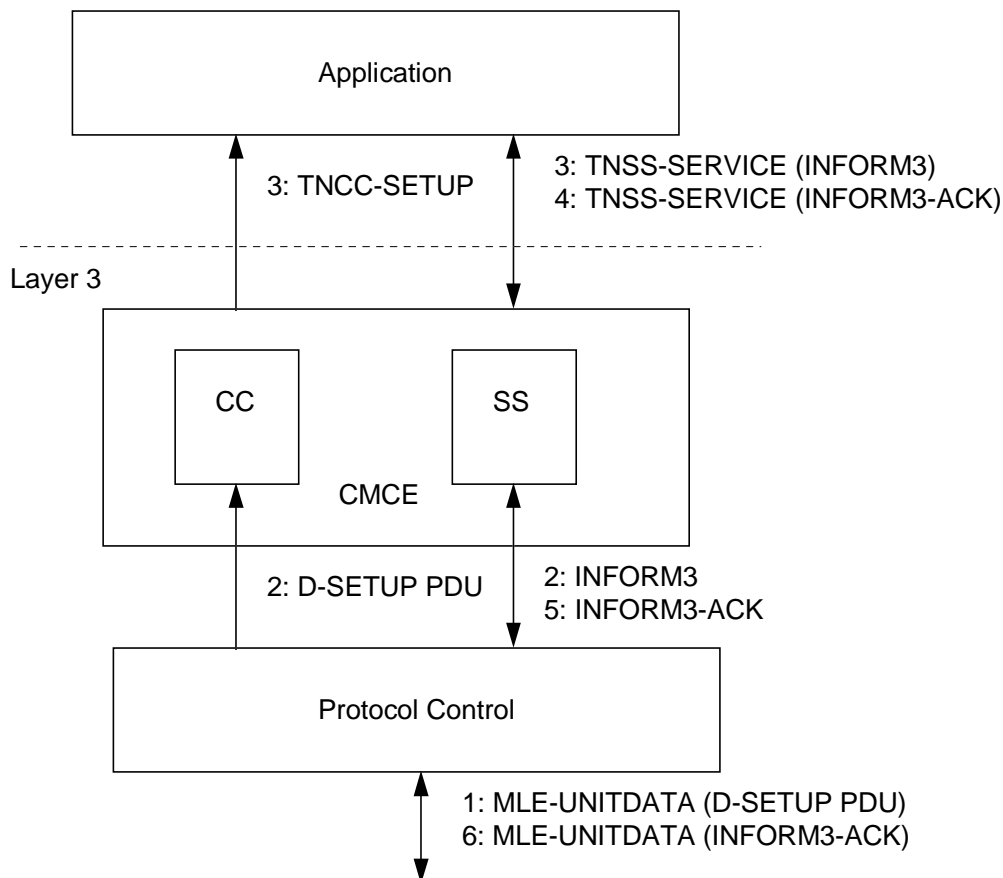 Application
3: TNCC-SETUP
3: TNSS-SERVICE (INFORM3)
4: TNSS-SERVICE (INFORM3-ACK)
Layer 3
CC
SS
CMCE
2: D-SETUP PDU
2: INFORM3
5: INFORM3-ACK
Protocol Control
1: MLE-UNITDATA (D-SETUP PDU)
6: MLE-UNITDATA (INFORM3-ACK)